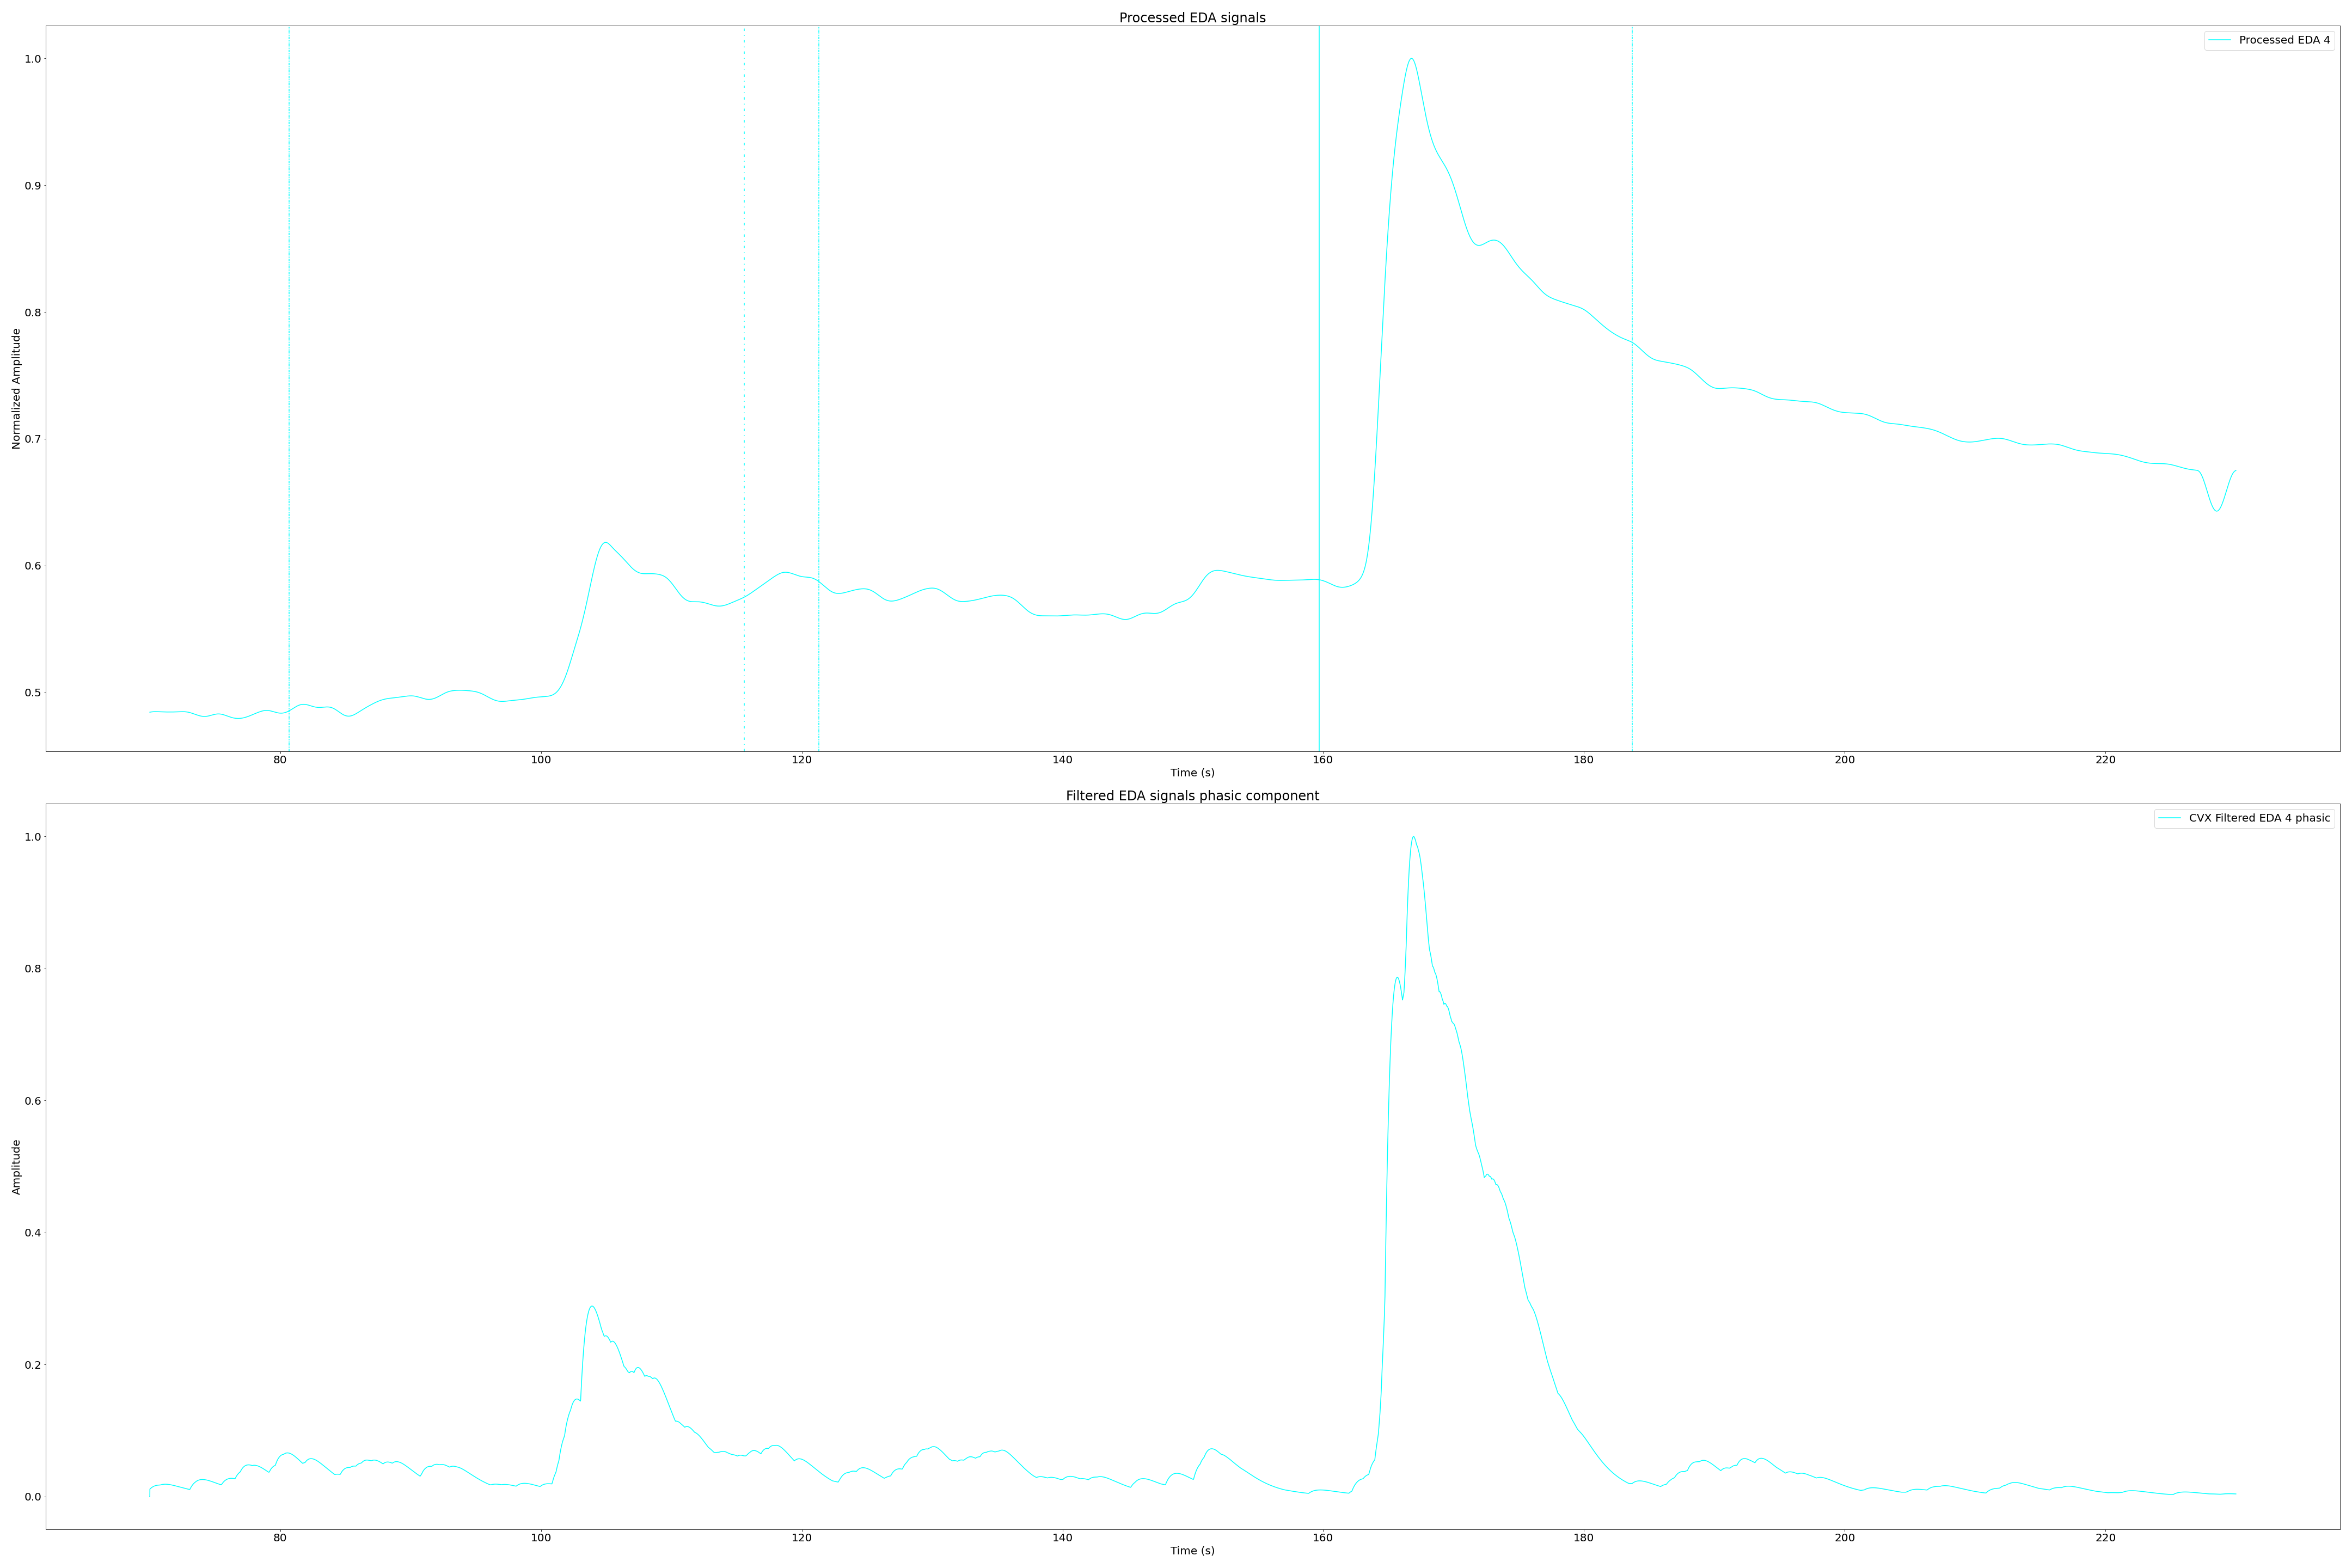 Processed EDA signals
Processed EDA 4
1.0
0.9
0.8
0.7
0.6
0.5
Normalized Amplitude
80 100 120 140 160 180 200 220
Time (s)
Filtered EDA signals phasic component
CVX Filtered EDA 4 phasic
1.0
0.8
0.6
0.4
0.2
0.0
Amplitude
80 100 120 140 160 180 200 220
Time (s)